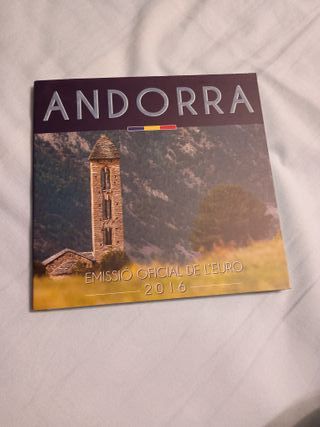 ANDORRA
EMISSIÓ OFICIAL DE L'EURO
2016